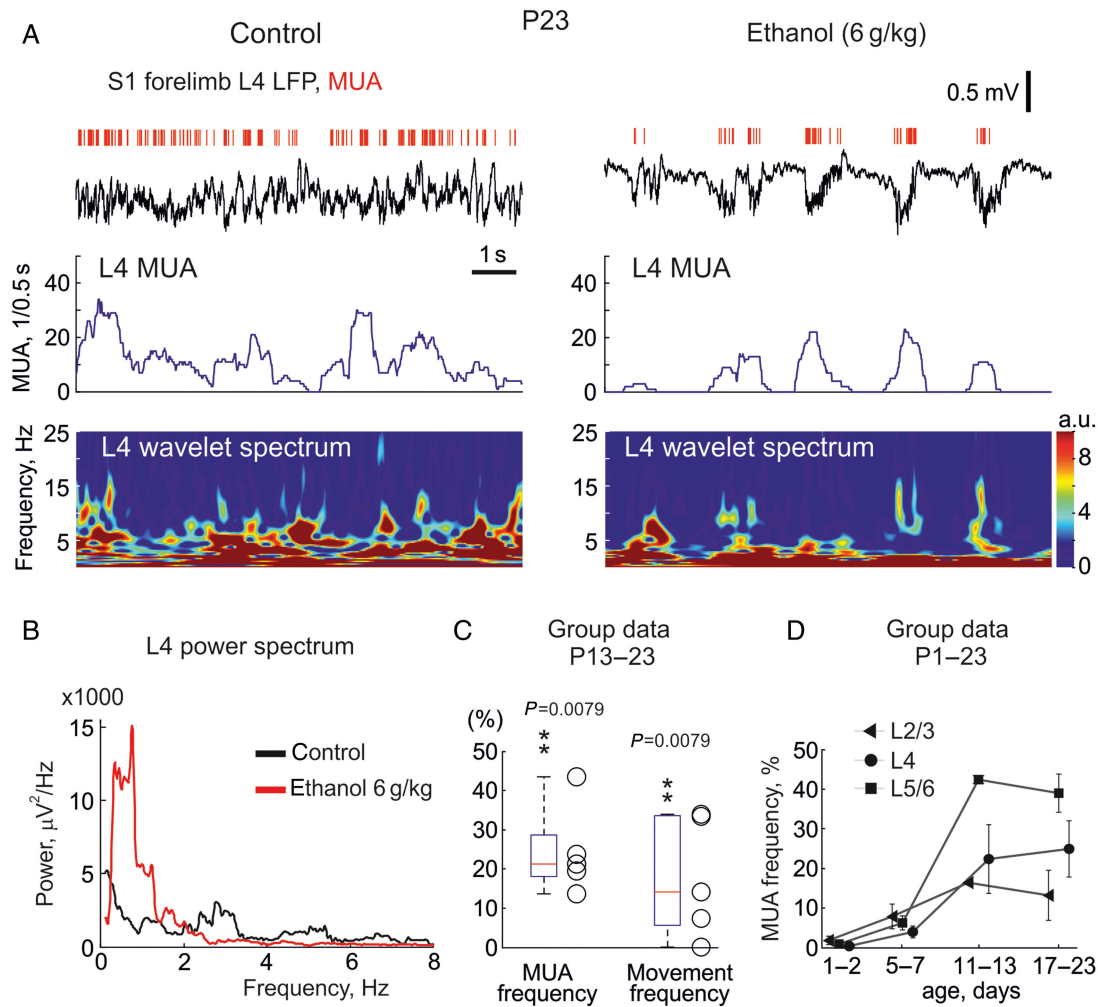 A
P23
Control
Ethanol (6 g/kg)
S1 forelimb L4 LFP, MUA
0.5 mV
1 s
L4 MUA
L4 MUA
MUA, 1/0.5 s
40
20
0
40
20
0
L4 wavelet spectrum
L4 wavelet spectrum
Frequency, Hz
25
15
5
25
15
5
a.u.
8
4
0
B
L4 power spectrum
x1000
15
10
5
0
Power, µV²/Hz
Control
Ethanol 6 g/kg
0 2 4 6 8
Frequency, Hz
C
Group data
P13–23
(%)
P=0.0079
**
P=0.0079
**
50
40
30
20
10
0
MUA
frequency
Movement
frequency
D
Group data
P1–23
L2/3
L4
L5/6
MUA frequency, %
50
40
30
20
10
0
1–2 5–7 11–13 17–23
age, days